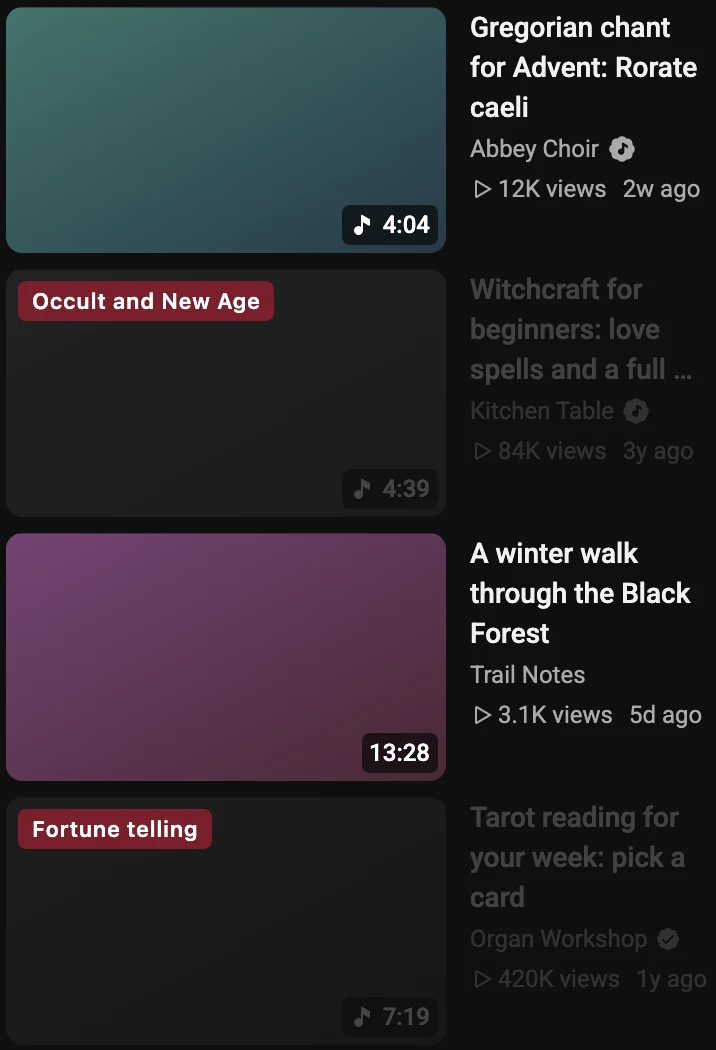 Gregorian chant
for Advent: Rorate
caeli
Abbey Choir
12K views 2w ago
4:04
Occult and New Age
Witchcraft for
beginners: love
spells and a full ...
Kitchen Table
84K views 3y ago
4:39
A winter walk
through the Black
Forest
Trail Notes
3.1K views 5d ago
13:28
Fortune telling
Tarot reading for
your week: pick a
card
Organ Workshop
420K views 1y ago
7:19